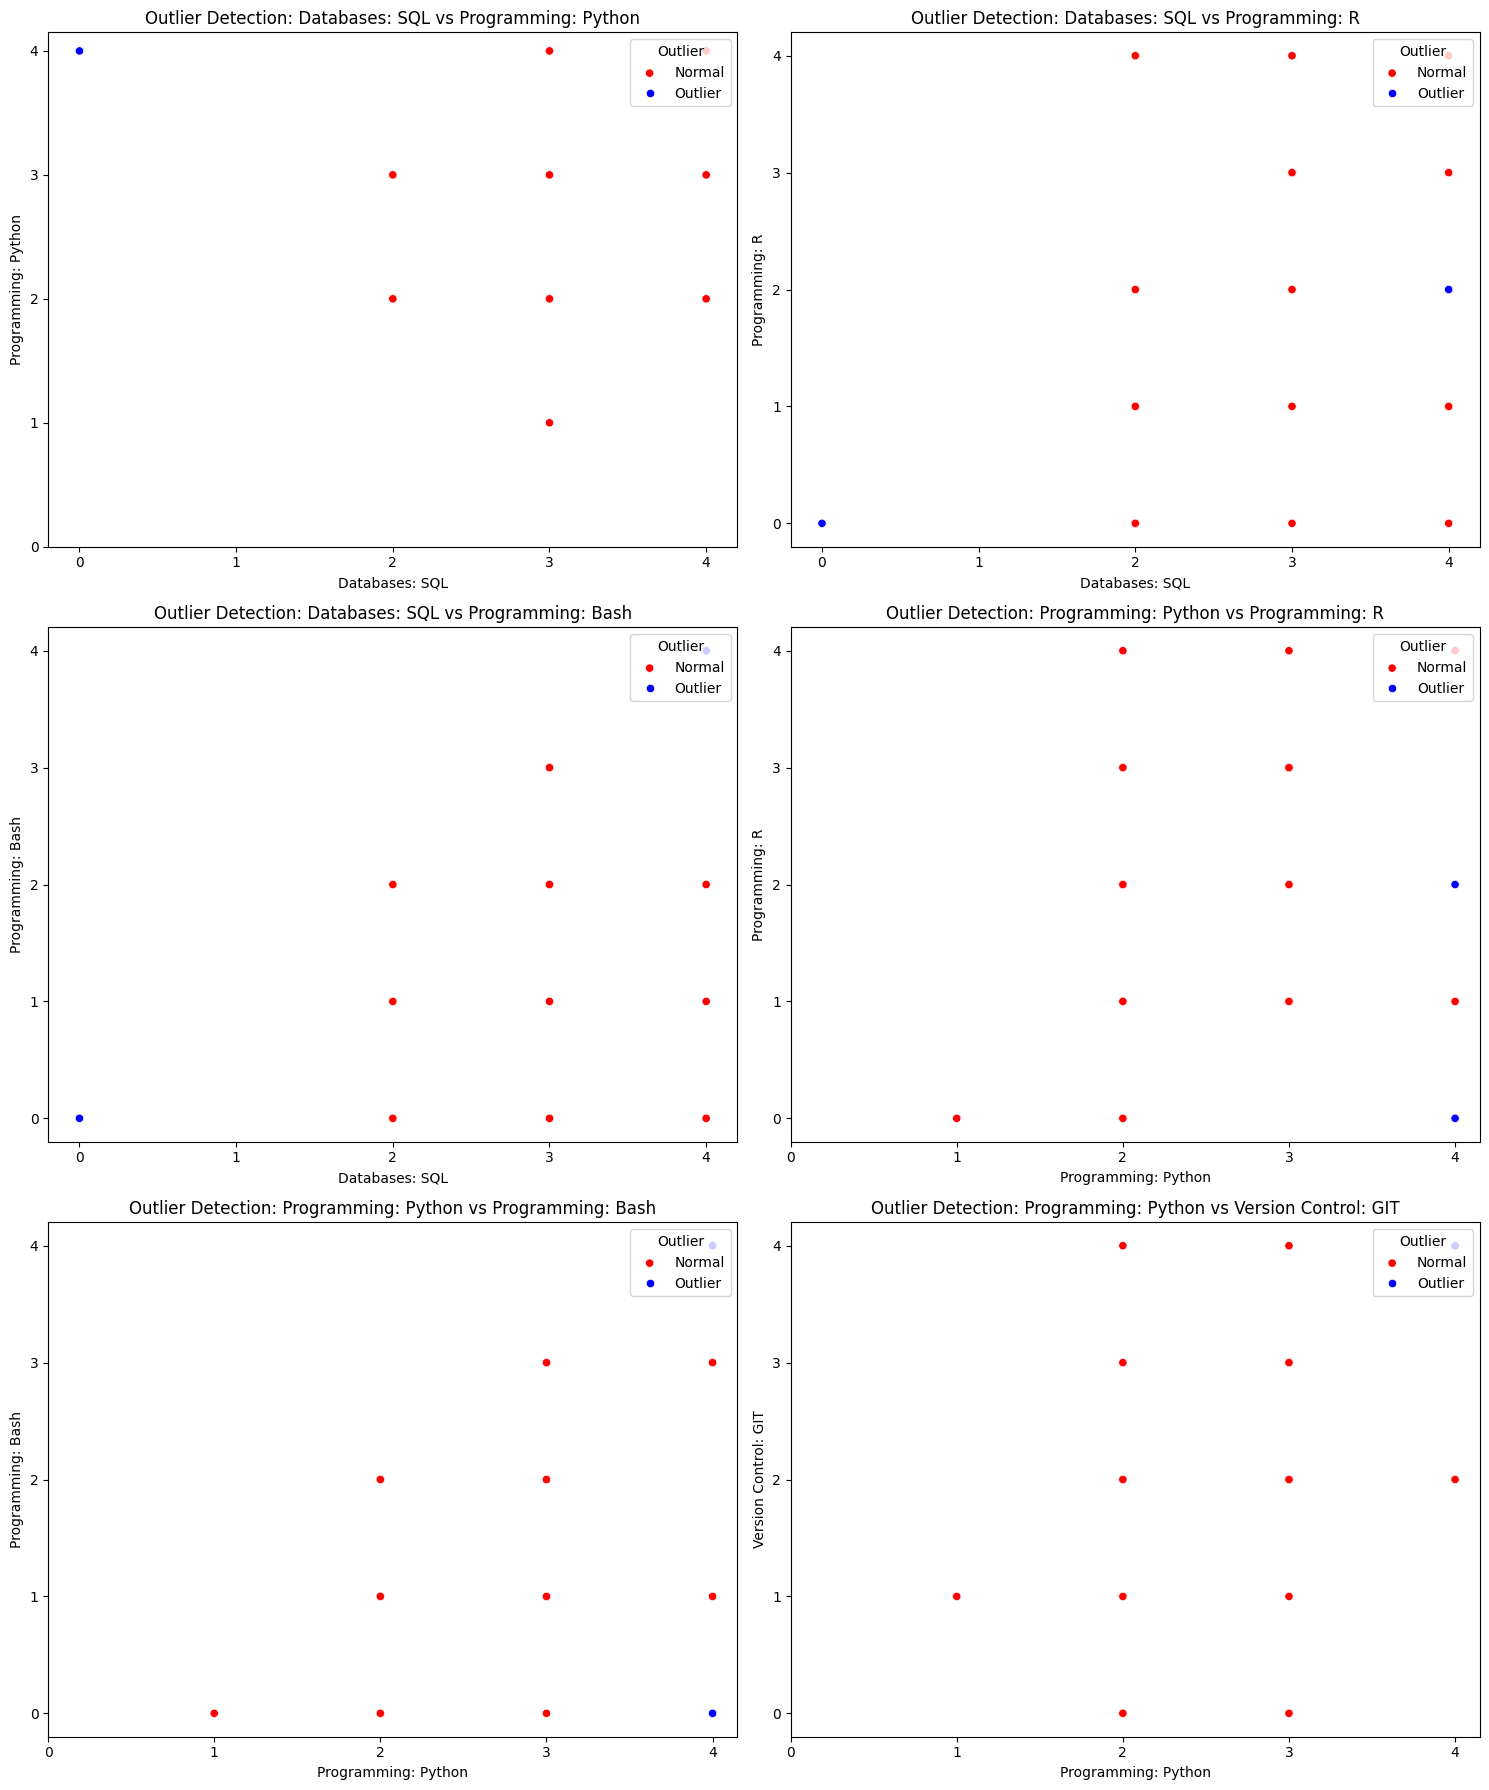 Outlier Detection: Databases: SQL vs Programming: Python
Outlier
Normal
Outlier
4
3
2
1
0
Programming: Python
0 1 2 3 4
Databases: SQL
Outlier Detection: Databases: SQL vs Programming: R
Outlier
Normal
Outlier
4
3
2
1
0
Programming: R
0 1 2 3 4
Databases: SQL
Outlier Detection: Databases: SQL vs Programming: Bash
Outlier
Normal
Outlier
4
3
2
1
0
Programming: Bash
0 1 2 3 4
Databases: SQL
Outlier Detection: Programming: Python vs Programming: R
Outlier
Normal
Outlier
4
3
2
1
0
Programming: R
0 1 2 3 4
Programming: Python
Outlier Detection: Programming: Python vs Programming: Bash
Outlier
Normal
Outlier
4
3
2
1
0
Programming: Bash
0 1 2 3 4
Programming: Python
Outlier Detection: Programming: Python vs Version Control: GIT
Outlier
Normal
Outlier
4
3
2
1
0
Version Control: GIT
0 1 2 3 4
Programming: Python